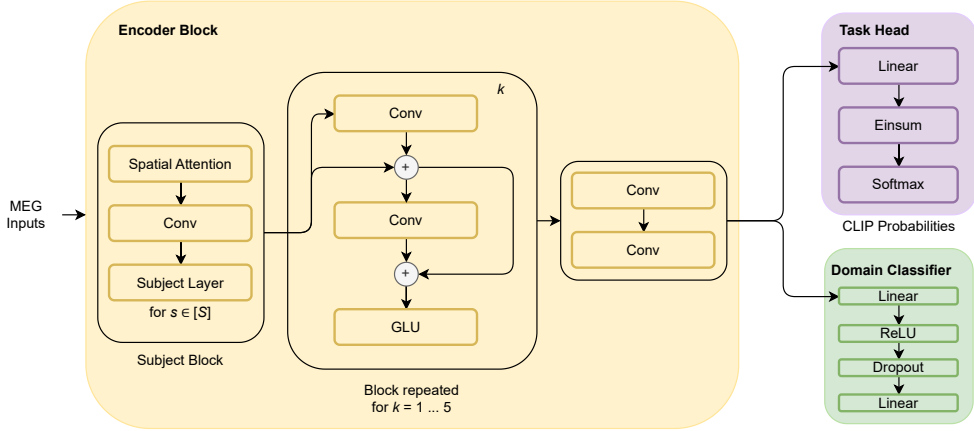 Encoder Block
MEG
Inputs
Spatial Attention
Conv
Subject Layer
for s ∈ [S]
Subject Block
k
Conv
+
Conv
+
GLU
Block repeated
for k = 1 ... 5
Conv
Conv
Task Head
Linear
Einsum
Softmax
CLIP Probabilities
Domain Classifier
Linear
ReLU
Dropout
Linear